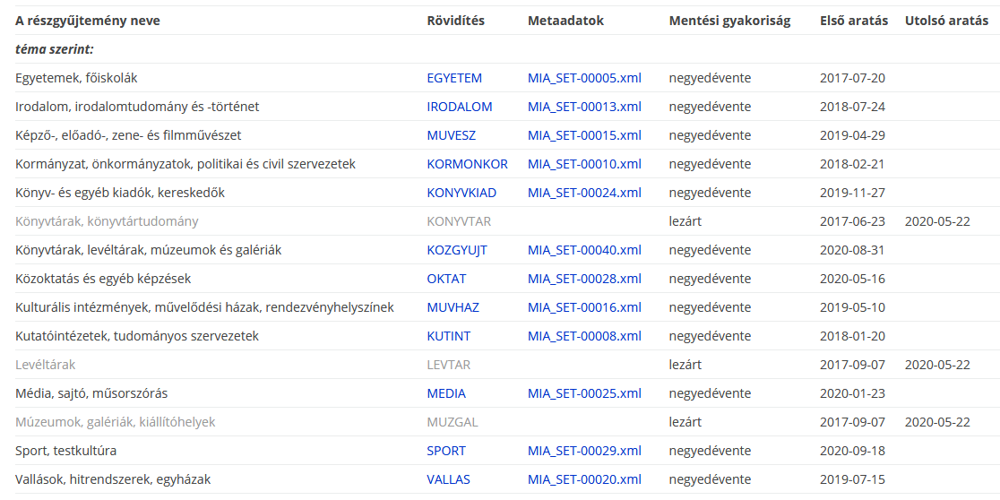 A részgyűjtemény neve Rövidítés Metaadatok Mentési gyakoriság Első aratás Utolsó aratás
téma szerint:
Egyetemek, főiskolák EGYETEM MIA_SET-00005.xml negyedévente 2017-07-20
Irodalom, irodalomtudomány és -történet IRODALOM MIA_SET-00013.xml negyedévente 2018-07-24
Képző-, előadó-, zene- és filmművészet MUVESZ MIA_SET-00015.xml negyedévente 2019-04-29
Kormányzat, önkormányzatok, politikai és civil szervezetek KORMONKOR MIA_SET-00010.xml negyedévente 2018-02-21
Könyv- és egyéb kiadók, kereskedők KONYVKIAD MIA_SET-00024.xml negyedévente 2019-11-27
Könyvtárak, könyvtártudomány KONYVTAR lezárt 2017-06-23 2020-05-22
Könyvtárak, levéltárak, múzeumok és galériák KOZGYUJT MIA_SET-00040.xml negyedévente 2020-08-31
Közoktatás és egyéb képzések OKTAT MIA_SET-00028.xml negyedévente 2020-05-16
Kulturális intézmények, művelődési házak, rendezvényhelyszínek MUVHAZ MIA_SET-00016.xml negyedévente 2019-05-10
Kutatóintézetek, tudományos szervezetek KUTINT MIA_SET-00008.xml negyedévente 2018-01-20
Levéltárak LEVTAR lezárt 2017-09-07 2020-05-22
Média, sajtó, műsorszórás MEDIA MIA_SET-00025.xml negyedévente 2020-01-23
Múzeumok, galériák, kiállítóhelyek MUZGAL lezárt 2017-09-07 2020-05-22
Sport, testkultúra SPORT MIA_SET-00029.xml negyedévente 2020-09-18
Vallások, hitrendszerek, egyházak VALLAS MIA_SET-00020.xml negyedévente 2019-07-15